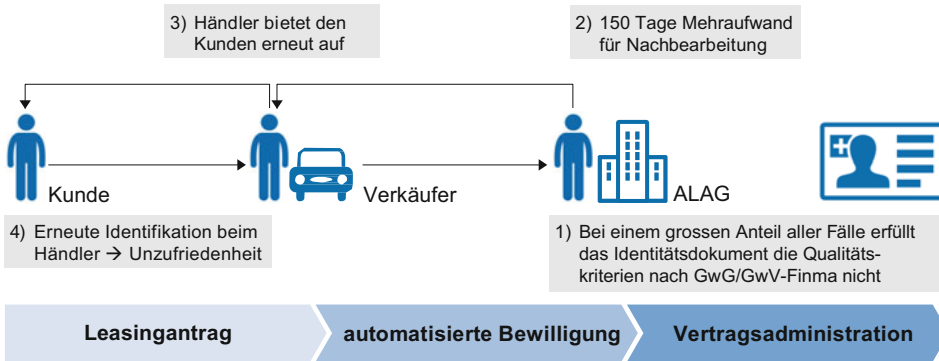 3) Händler bietet den
Kunden erneut auf
2) 150 Tage Mehraufwand
für Nachbearbeitung
Kunde
Verkäufer
ALAG
4) Erneute Identifikation beim
Händler → Unzufriedenheit
1) Bei einem grossen Anteil aller Fälle erfüllt
das Identitätsdokument die Qualitäts-
kriterien nach GwG/GwV-Finma nicht
Leasingantrag
automatisierte Bewilligung
Vertragsadministration